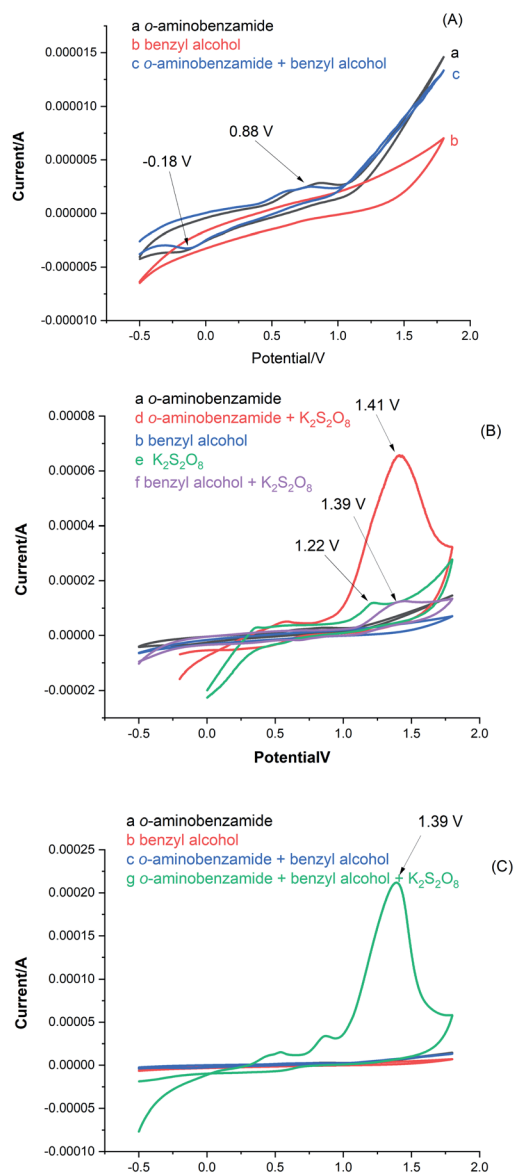 (A)
a o-aminobenzamide
b benzyl alcohol
c o-aminobenzamide + benzyl alcohol
0.000015
0.000010
0.000005
0.000000
-0.000005
-0.000010
Current/A
-0.18 V
0.88 V
a
c
b
-0.5 0.0 0.5 1.0 1.5 2.0
Potential/V
(B)
a o-aminobenzamide
d o-aminobenzamide + K₂S₂O₈
b benzyl alcohol
e K₂S₂O₈
f benzyl alcohol + K₂S₂O₈
0.00008
0.00006
0.00004
0.00002
0.00000
-0.00002
Current/A
1.41 V
1.39 V
1.22 V
-0.5 0.0 0.5 1.0 1.5 2.0
PotentialV
(C)
a o-aminobenzamide
b benzyl alcohol
c o-aminobenzamide + benzyl alcohol
g o-aminobenzamide + benzyl alcohol + K₂S₂O₈
1.39 V
0.00025
0.00020
0.00015
0.00010
0.00005
0.00000
-0.00005
-0.00010
Current/A
-0.5 0.0 0.5 1.0 1.5 2.0